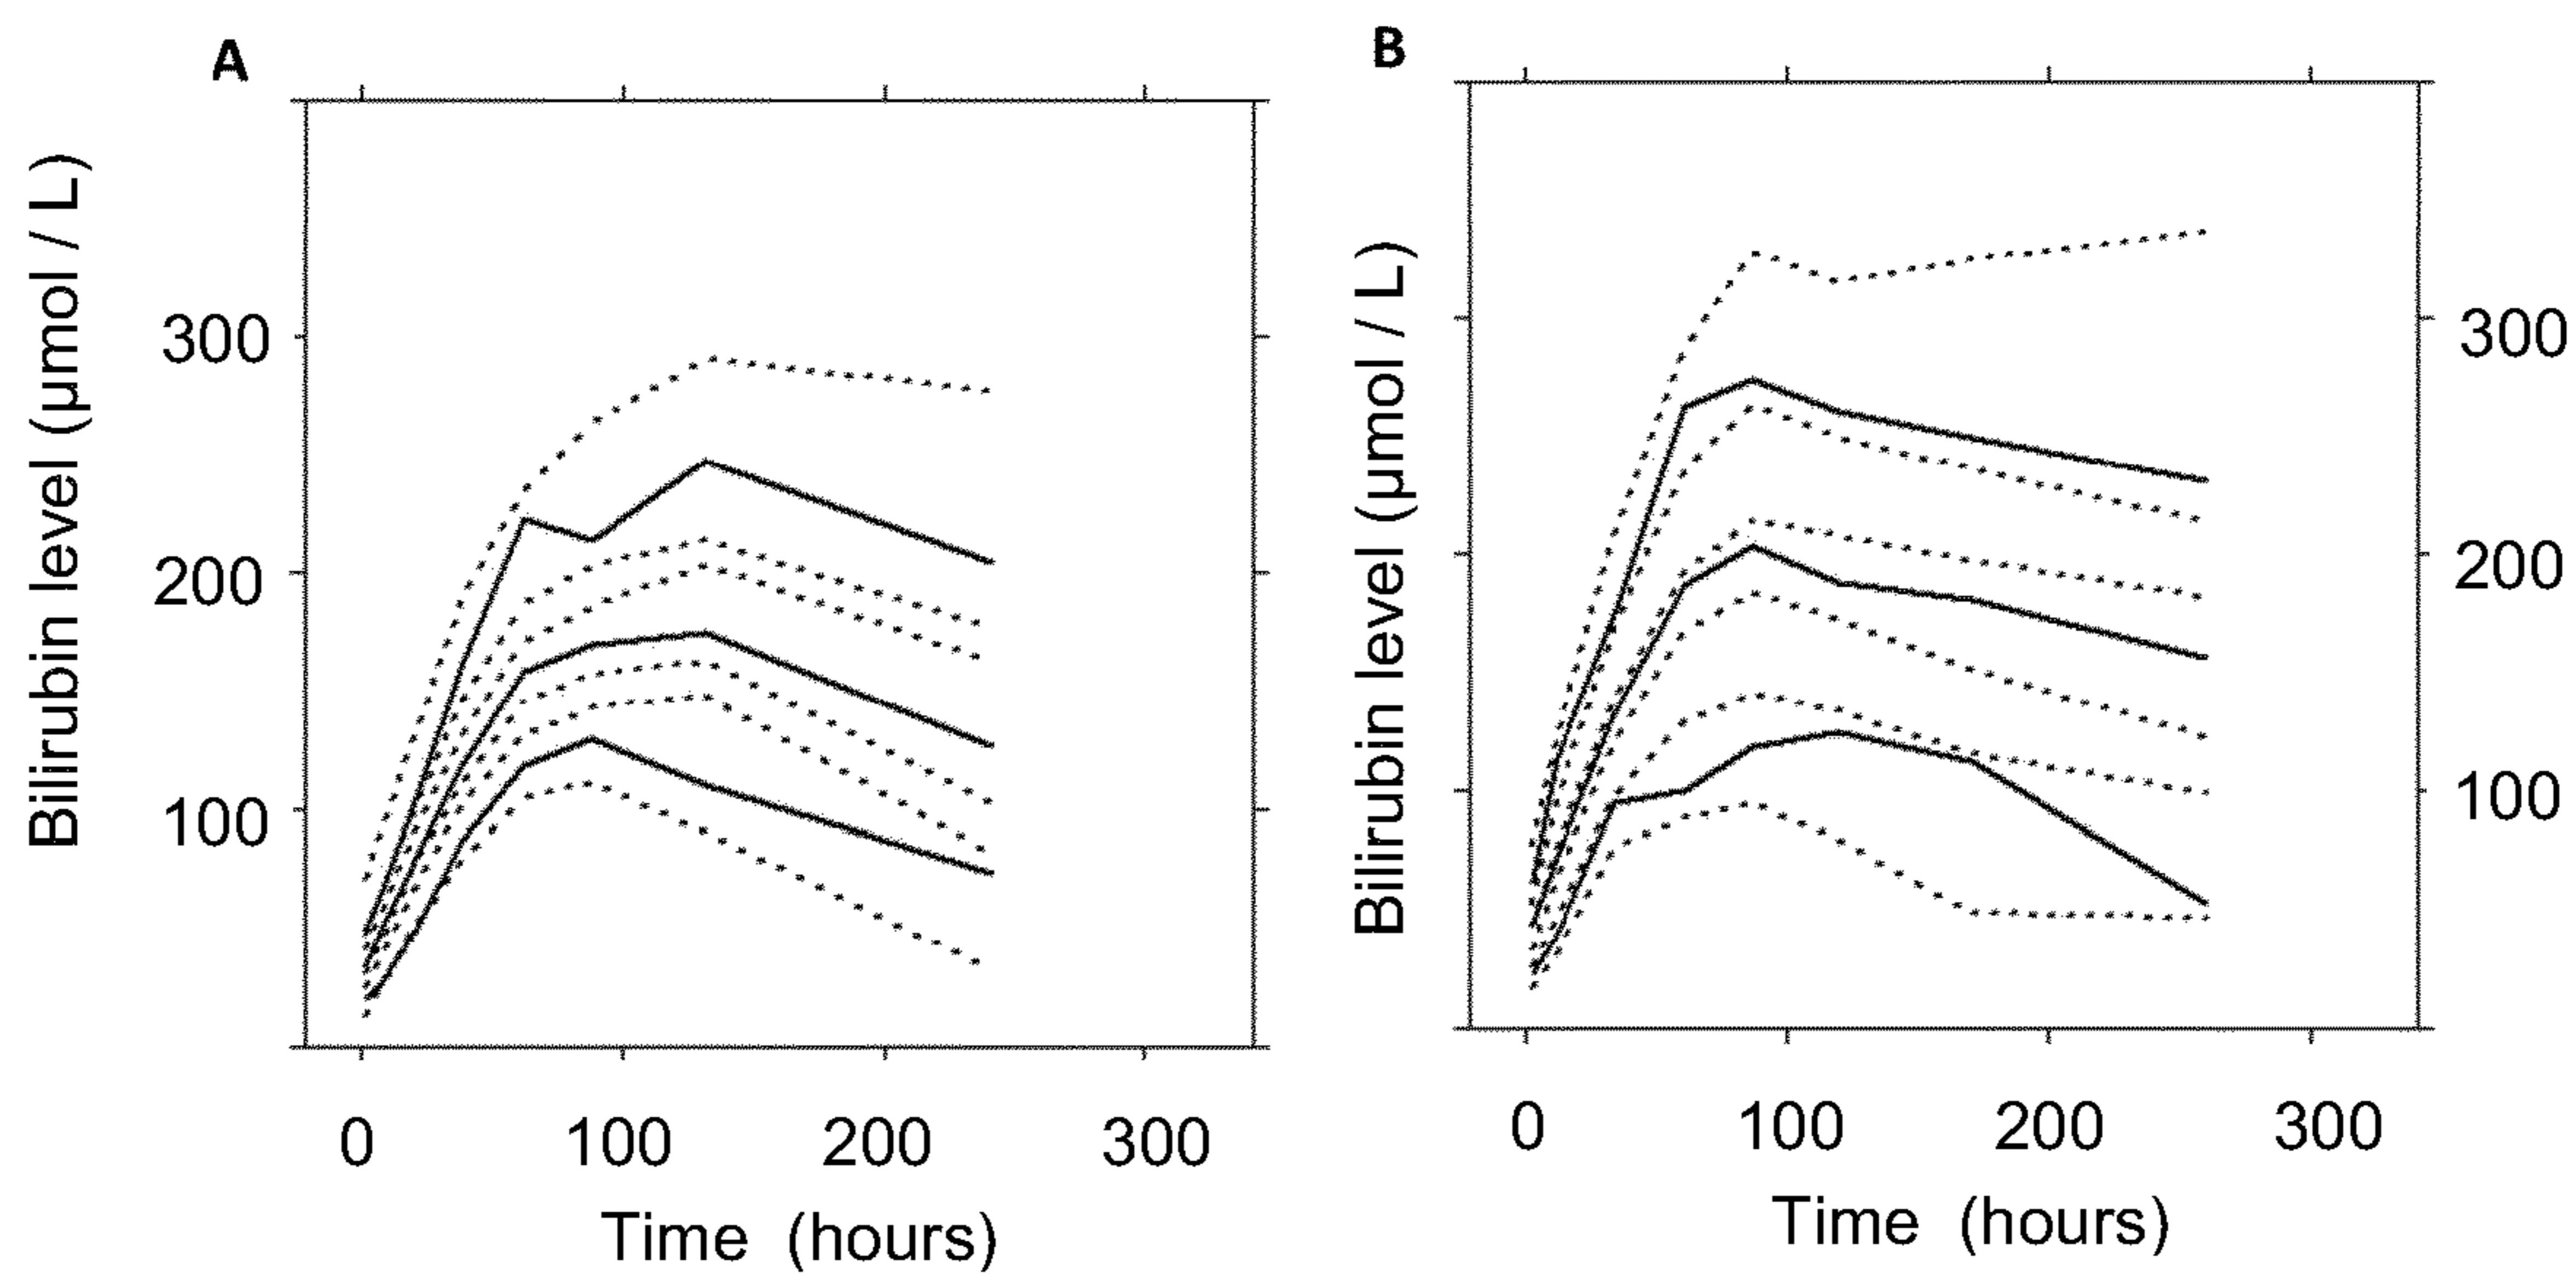 A
Bilirubin level (µmol / L)
300
200
100
0 100 200 300
Time (hours)
B
Bilirubin level (µmol / L)
300
200
100
0 100 200 300
Time (hours)